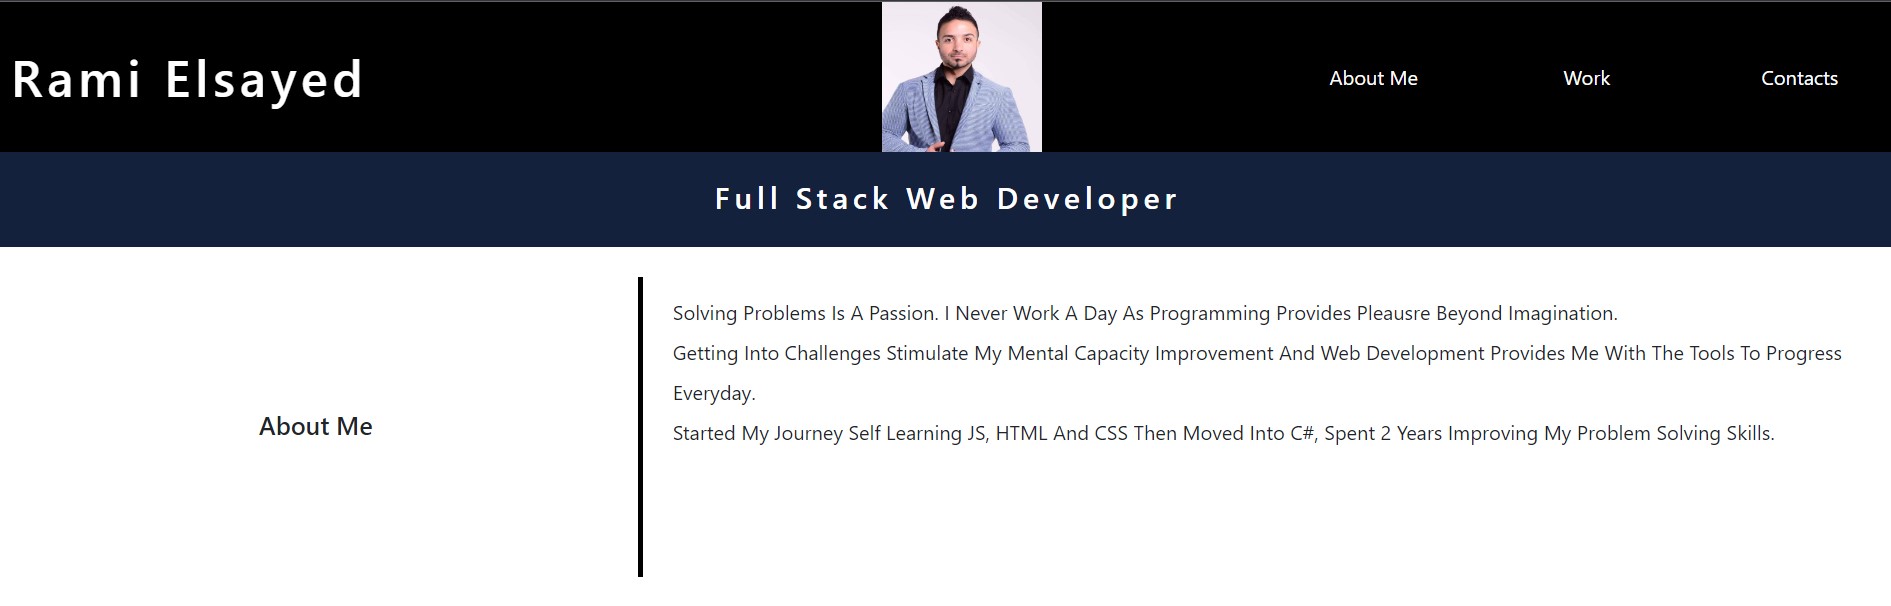 Rami Elsayed
About Me
Work
Contacts
Full Stack Web Developer
About Me
Solving Problems Is A Passion. I Never Work A Day As Programming Provides Pleausre Beyond Imagination.
Getting Into Challenges Stimulate My Mental Capacity Improvement And Web Development Provides Me With The Tools To Progress
Everyday.
Started My Journey Self Learning JS, HTML And CSS Then Moved Into C#, Spent 2 Years Improving My Problem Solving Skills.